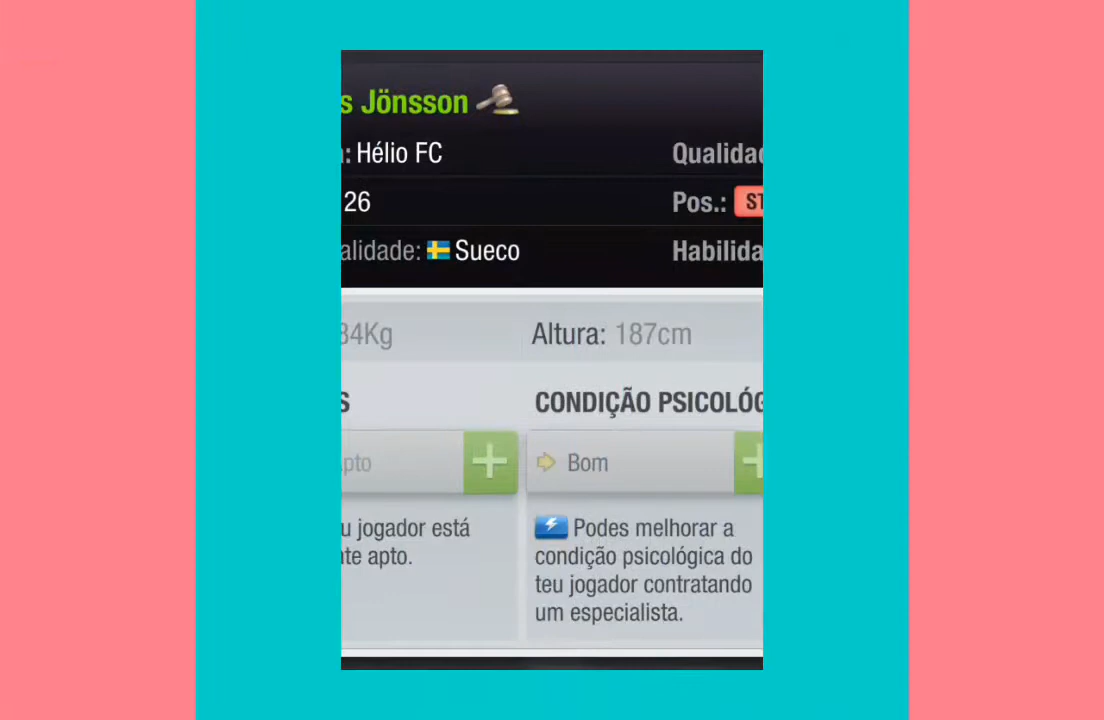 s Jönsson
: Hélio FC Qualidad
26 Pos.: ST
alidade: Sueco Habilida
84Kg Altura: 187cm
S CONDIÇÃO PSICOLÓG
pto Bom
u jogador está Podes melhorar a
te apto. condição psicológica do
teu jogador contratando
um especialista.